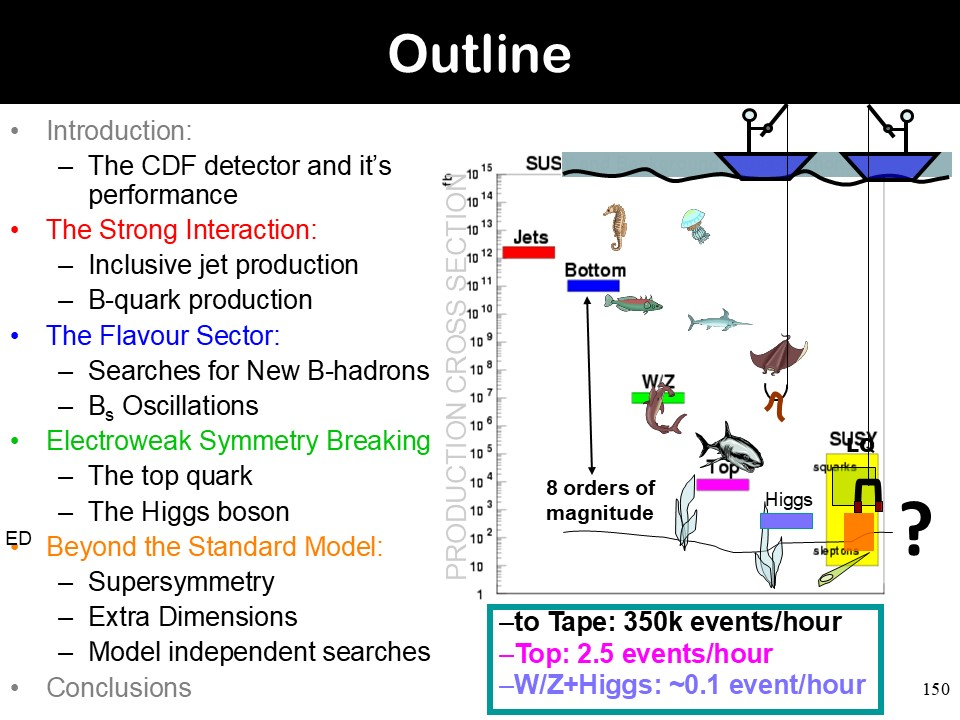 Outline
• Introduction:
– The CDF detector and it's
performance
• The Strong Interaction:
– Inclusive jet production
– B-quark production
• The Flavour Sector:
– Searches for New B-hadrons
– Bs Oscillations
• Electroweak Symmetry Breaking
– The top quark
– The Higgs boson
ED
• Beyond the Standard Model:
– Supersymmetry
– Extra Dimensions
– Model independent searches
• Conclusions
PRODUCTION CROSS SECTION
fb
10 15
10 14
10 13
10 12
10 11
10 10
10 9
10 8
10 7
10 6
10 5
10 4
10 3
10 2
10
1
SUS
Jets
Bottom
W/Z
Top
Higgs
SUSY
LQ
squarks
sleptons
?
8 orders of
magnitude
–to Tape: 350k events/hour
–Top: 2.5 events/hour
–W/Z+Higgs: ~0.1 event/hour
150